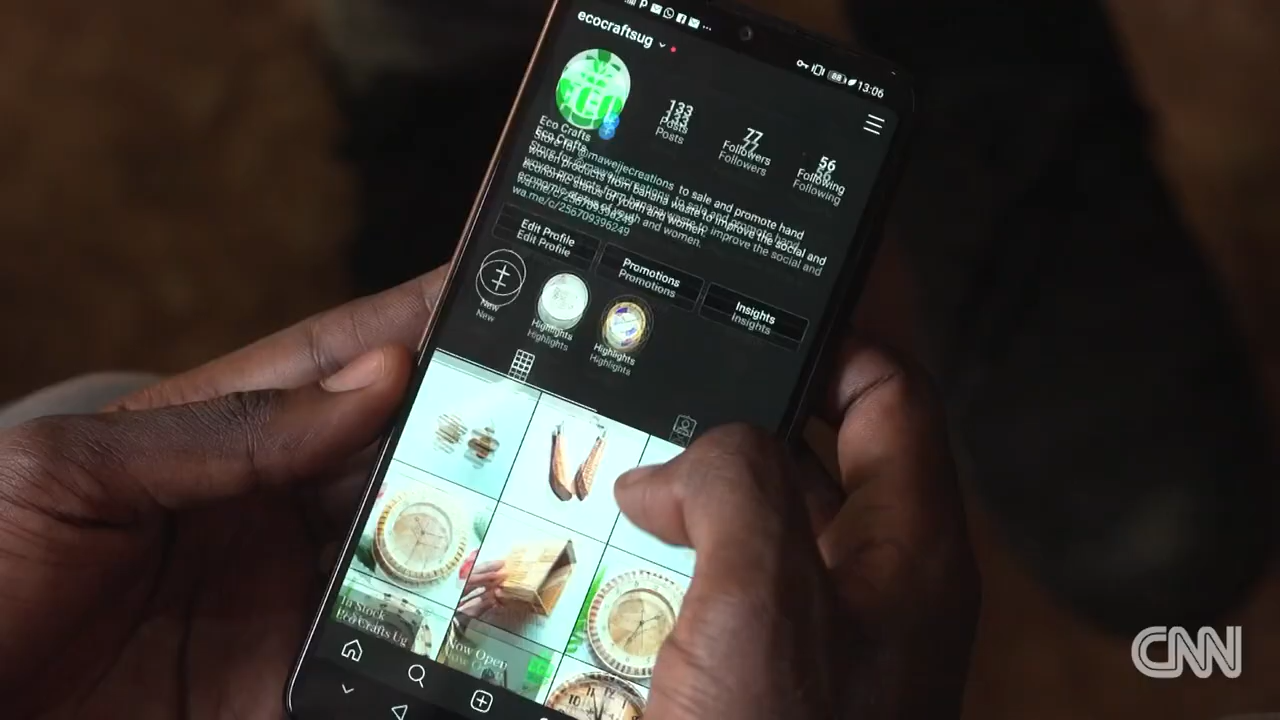 ecocraftsug
88 13:06
133
Posts
77
Followers
56
Following
Eco Crafts
Store for @mawejjecreations to sale and promote hand
woven products from banana waste to improve the social and
economic status of youth and women.
wa.me/c/256709396249
Edit Profile
Promotions
Insights
New
Highlights
Highlights
In Stock
Eco Crafts Ug
Now Open
CNN